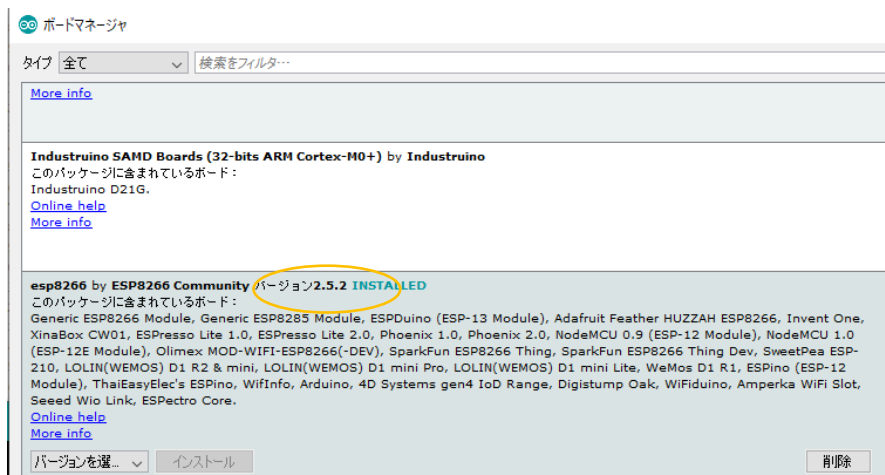 ボードマネージャ
タイプ 全て 検索をフィルタ…
More info
Industruino SAMD Boards (32-bits ARM Cortex-M0+) by Industruino
このパッケージに含まれているボード：
Industruino D21G.
Online help
More info
esp8266 by ESP8266 Community バージョン2.5.2 INSTALLED
このパッケージに含まれているボード：
Generic ESP8266 Module, Generic ESP8285 Module, ESPDuino (ESP-13 Module), Adafruit Feather HUZZAH ESP8266, Invent One,
XinaBox CW01, ESPresso Lite 1.0, ESPresso Lite 2.0, Phoenix 1.0, Phoenix 2.0, NodeMCU 0.9 (ESP-12 Module), NodeMCU 1.0
(ESP-12E Module), Olimex MOD-WIFI-ESP8266(-DEV), SparkFun ESP8266 Thing, SparkFun ESP8266 Thing Dev, SweetPea ESP-
210, LOLIN(WEMOS) D1 R2 & mini, LOLIN(WEMOS) D1 mini Pro, LOLIN(WEMOS) D1 mini Lite, WeMos D1 R1, ESPino (ESP-12
Module), ThaiEasyElec's ESPino, WifInfo, Arduino, 4D Systems gen4 IoD Range, Digistump Oak, WiFiduino, Amperka WiFi Slot,
Seeed Wio Link, ESPectro Core.
Online help
More info
バージョンを選... インストール 削除